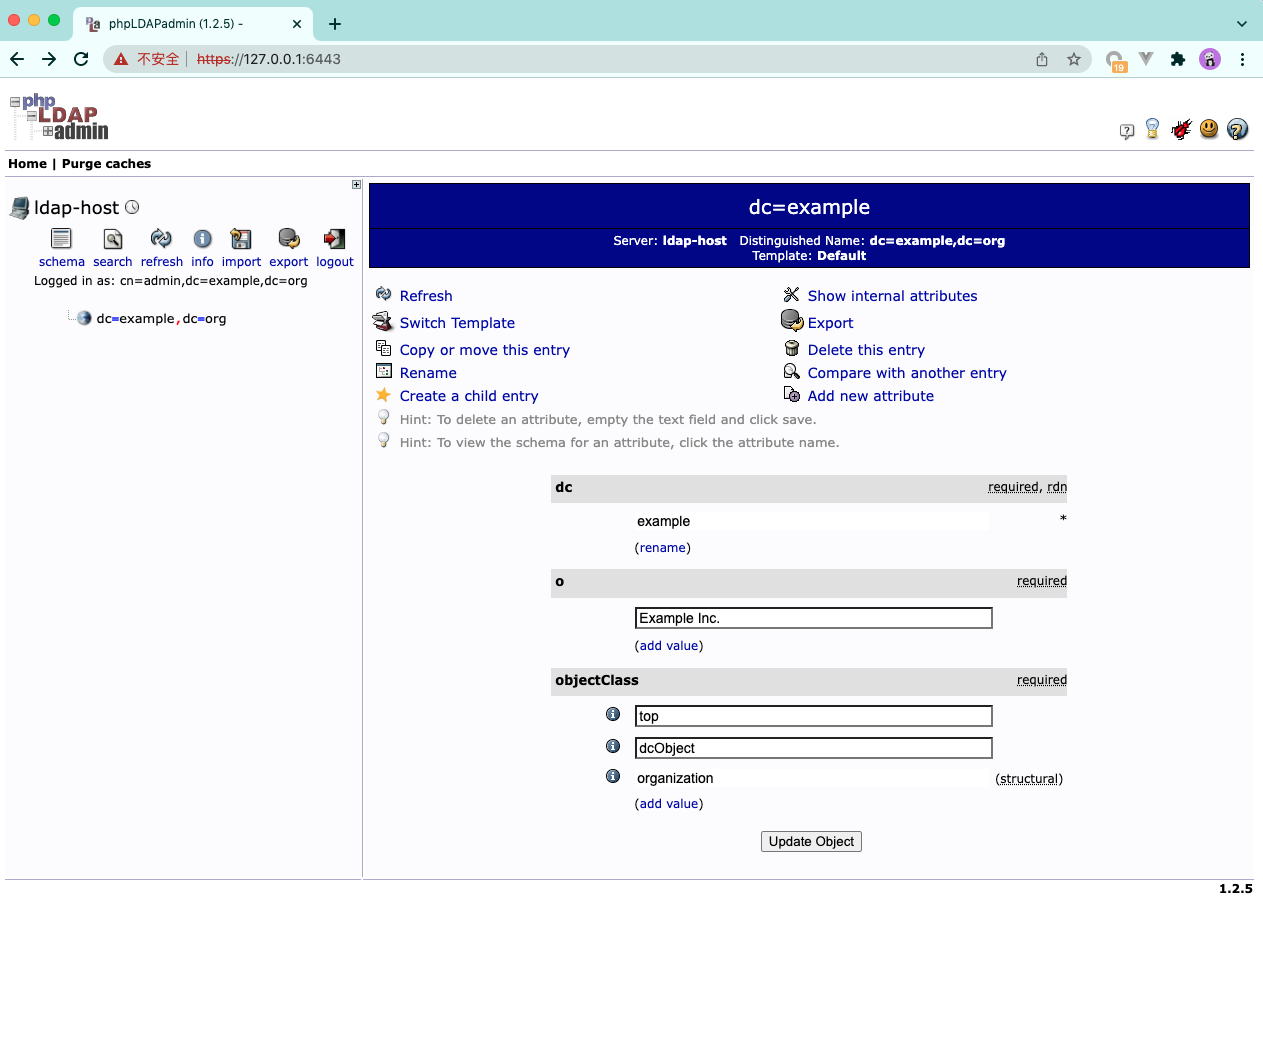 phpLDAPadmin (1.2.5) -
不安全 https://127.0.0.1:6443
19
php
LDAP
admin
Home | Purge caches
ldap-host
schema search refresh info import export logout
Logged in as: cn=admin,dc=example,dc=org
dc=example,dc=org
dc=example
Server: ldap-host Distinguished Name: dc=example,dc=org
Template: Default
Refresh Show internal attributes
Switch Template Export
Copy or move this entry Delete this entry
Rename Compare with another entry
Create a child entry Add new attribute
Hint: To delete an attribute, empty the text field and click save.
Hint: To view the schema for an attribute, click the attribute name.
dc required, rdn
example *
(rename)
o required
Example Inc.
(add value)
objectClass required
top
dcObject
organization (structural)
(add value)
Update Object
1.2.5